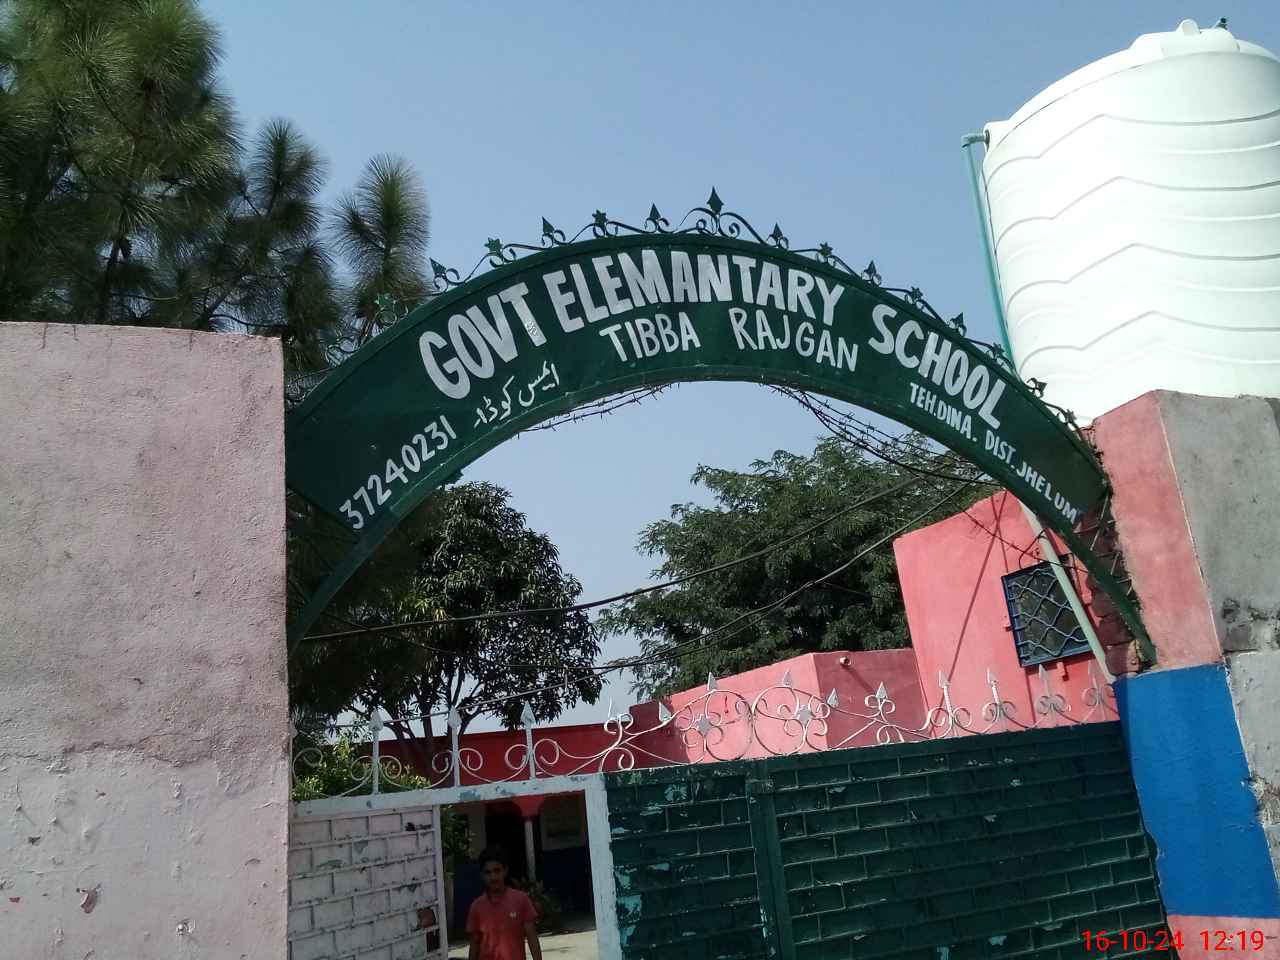 GOVT ELEMANTARY SCHOOL
TIBBA RAJGAN
TEH.DINA. DIST.JHELUM
ایمس کوڈ
37240231
16-10-24 12:19